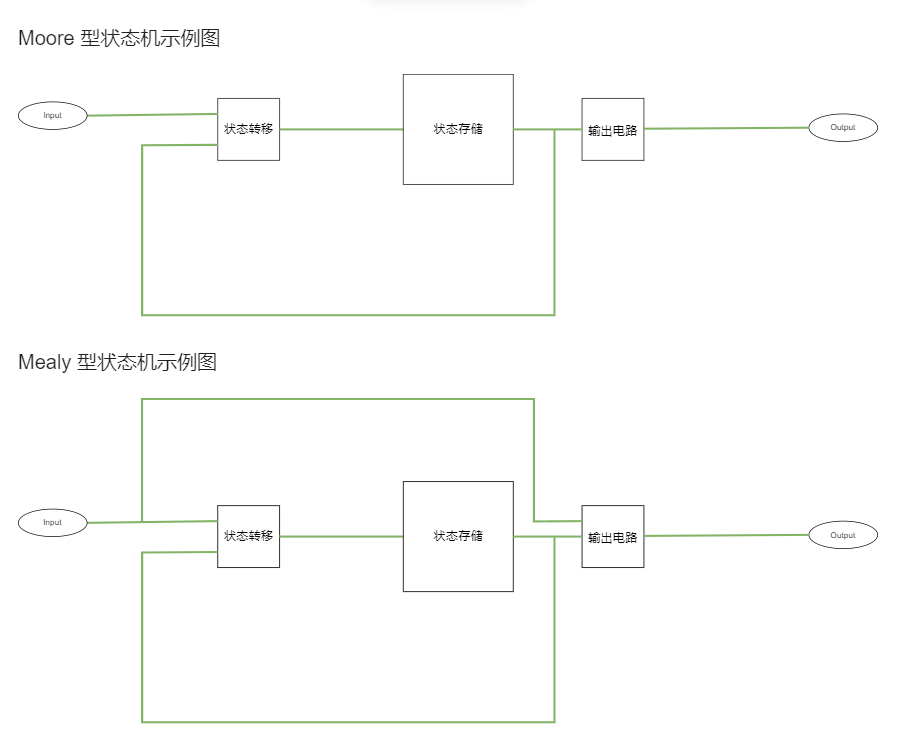 Moore 型状态机示例图
Input
状态转移
状态存储
输出电路
Output
Mealy 型状态机示例图
Input
状态转移
状态存储
输出电路
Output